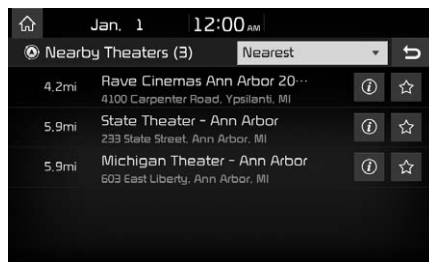 Jan. 1 12:00 AM
Nearby Theaters (3) Nearest
4.2mi Rave Cinemas Ann Arbor 20...
4100 Carpenter Road, Ypsilanti, MI
5.9mi State Theater - Ann Arbor
233 State Street, Ann Arbor, MI
5.9mi Michigan Theater - Ann Arbor
603 East Liberty, Ann Arbor, MI